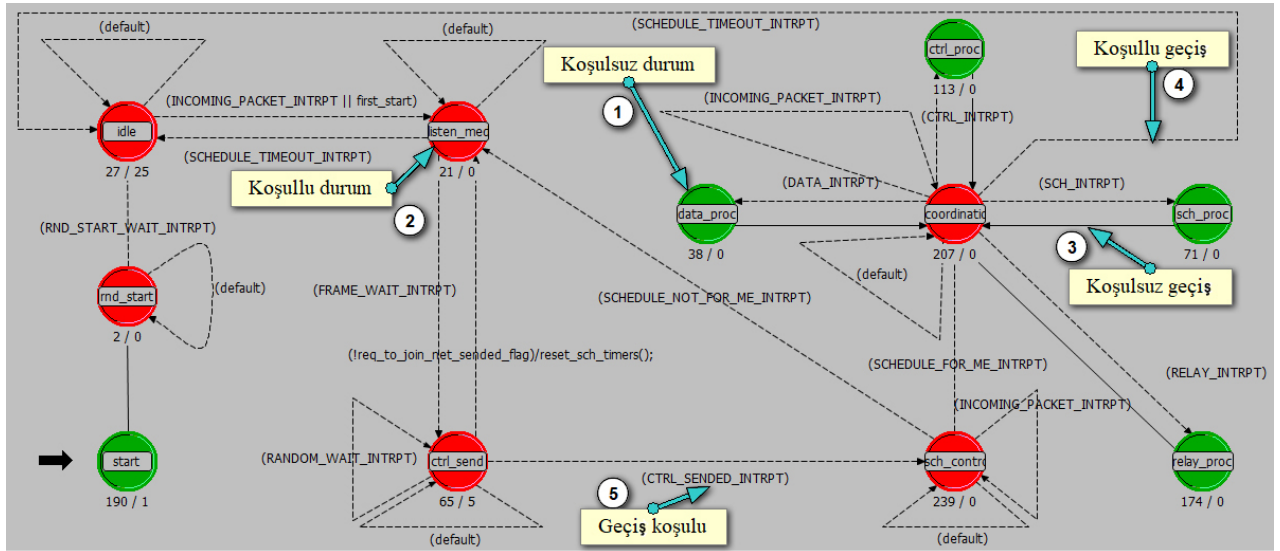 (SCHEDULE_TIMEOUT_INTRPT)
(default)
(default)
ctrl_proc
Koşullu geçiş
Koşulsuz durum
113 / 0
4
(INCOMING_PACKET_INTRPT || first_start)
(INCOMING_PACKET_INTRPT)
1
(CTRL_INTRPT)
idle
listen_med
(SCHEDULE_TIMEOUT_INTRPT)
27 / 25
21 / 0
Koşullu durum
(DATA_INTRPT)
(SCH_INTRPT)
2
data_proc
coordinatio
sch_proc
(RND_START_WAIT_INTRPT)
38 / 0
207 / 0
3
71 / 0
(default)
Koşulsuz geçiş
rnd_start
(default)
(FRAME_WAIT_INTRPT)
(SCHEDULE_NOT_FOR_ME_INTRPT)
2 / 0
(!req_to_join_net_sended_flag)/reset_sch_timers();
(SCHEDULE_FOR_ME_INTRPT)
(RELAY_INTRPT)
(INCOMING_PACKET_INTRPT)
start
(RANDOM_WAIT_INTRPT)
ctrl_send
sch_contro
relay_proc
(CTRL_SENDED_INTRPT)
190 / 1
65 / 5
5
239 / 0
174 / 0
Geçiş koşulu
(default)
(default)